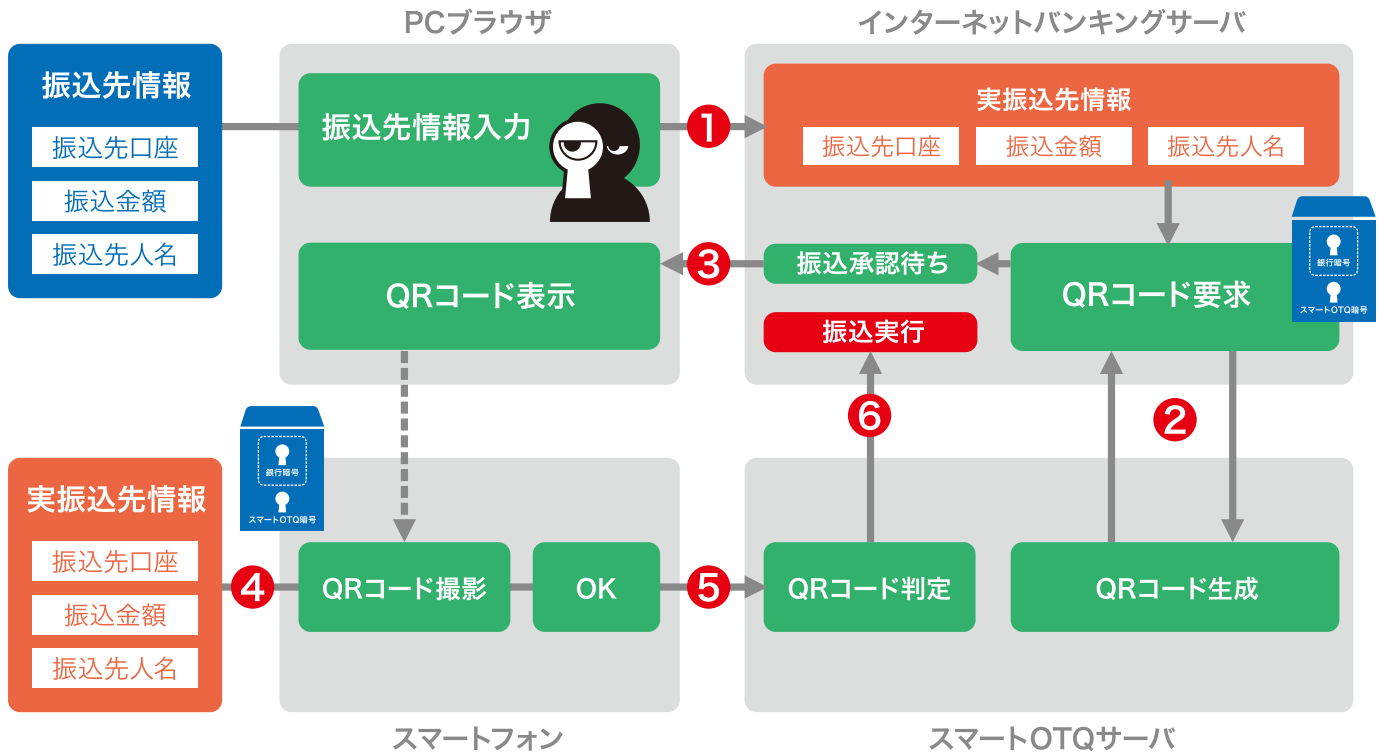 PCブラウザ
インターネットバンキングサーバ
振込先情報
振込先口座
振込金額
振込先人名
振込先情報入力
1
実振込先情報
振込先口座
振込金額
振込先人名
QRコード表示
3
振込承認待ち
振込実行
QRコード要求
銀行暗号
スマートOTQ暗号
6
2
銀行暗号
スマートOTQ暗号
実振込先情報
振込先口座
振込金額
振込先人名
4
QRコード撮影
OK
5
QRコード判定
QRコード生成
スマートフォン
スマートOTQサーバ